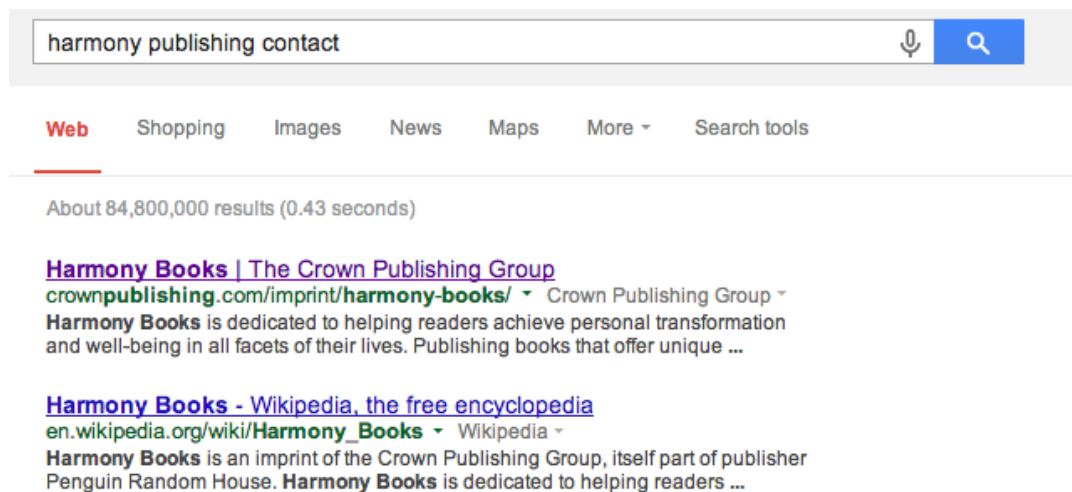 harmony publishing contact
Web Shopping Images News Maps More Search tools
About 84,800,000 results (0.43 seconds)
Harmony Books | The Crown Publishing Group
crownpublishing.com/imprint/harmony-books/ Crown Publishing Group
Harmony Books is dedicated to helping readers achieve personal transformation
and well-being in all facets of their lives. Publishing books that offer unique ...
Harmony Books - Wikipedia, the free encyclopedia
en.wikipedia.org/wiki/Harmony_Books Wikipedia
Harmony Books is an imprint of the Crown Publishing Group, itself part of publisher
Penguin Random House. Harmony Books is dedicated to helping readers ...